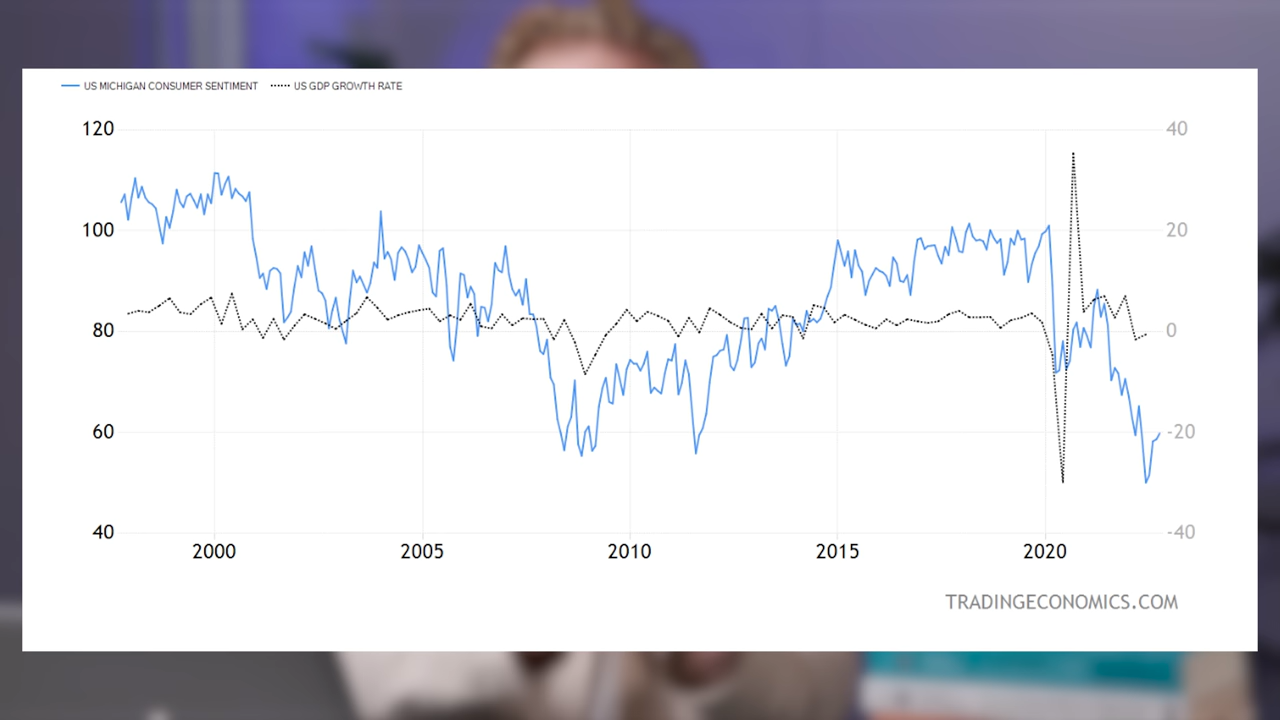 US MICHIGAN CONSUMER SENTIMENT US GDP GROWTH RATE
120 40
100 20
80 0
60 -20
40 -40
2000 2005 2010 2015 2020
TRADINGECONOMICS.COM